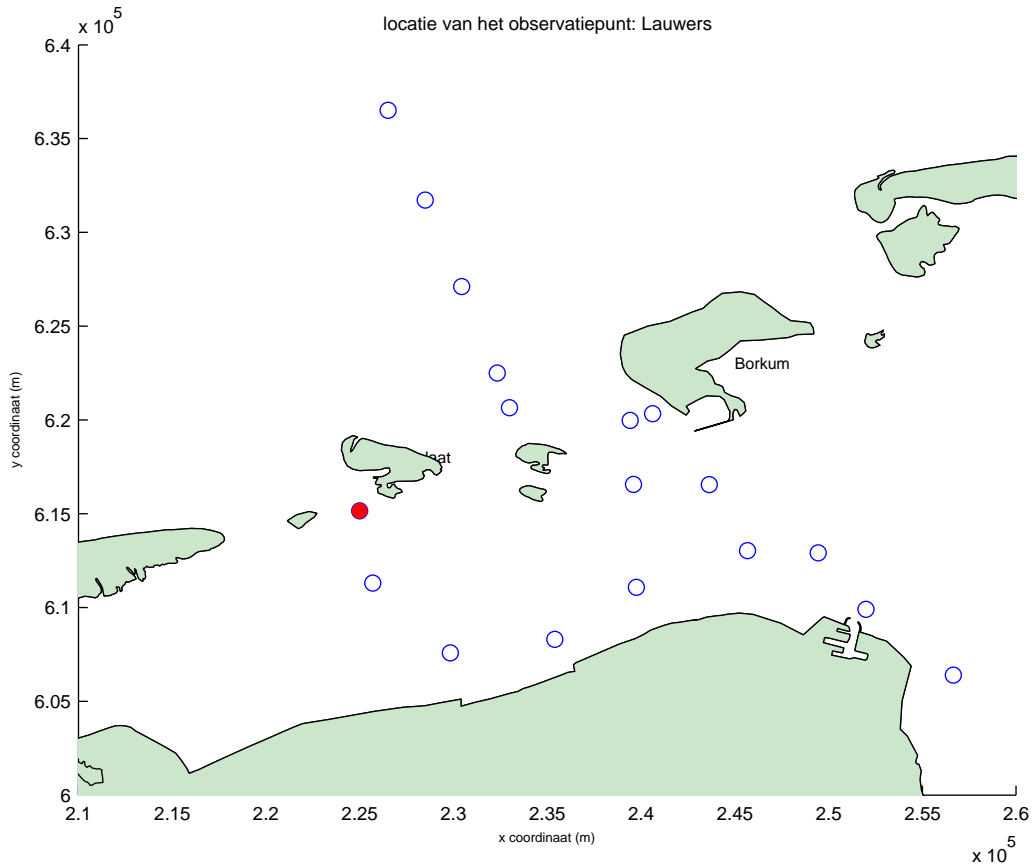 locatie van het observatiepunt: Lauwers
x 10^5
6.4
6.35
6.3
6.25
6.2
6.15
6.1
6.05
6
y coordinaat (m)
Borkum
laat
2.1 2.15 2.2 2.25 2.3 2.35 2.4 2.45 2.5 2.55 2.6
x coordinaat (m)
x 10^5